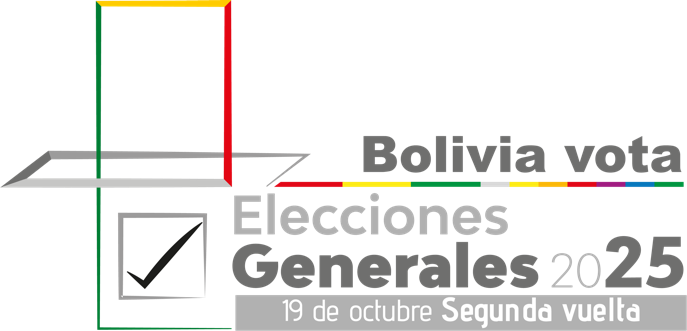 Bolivia vota
Elecciones
Generales 2025
19 de octubre Segunda vuelta